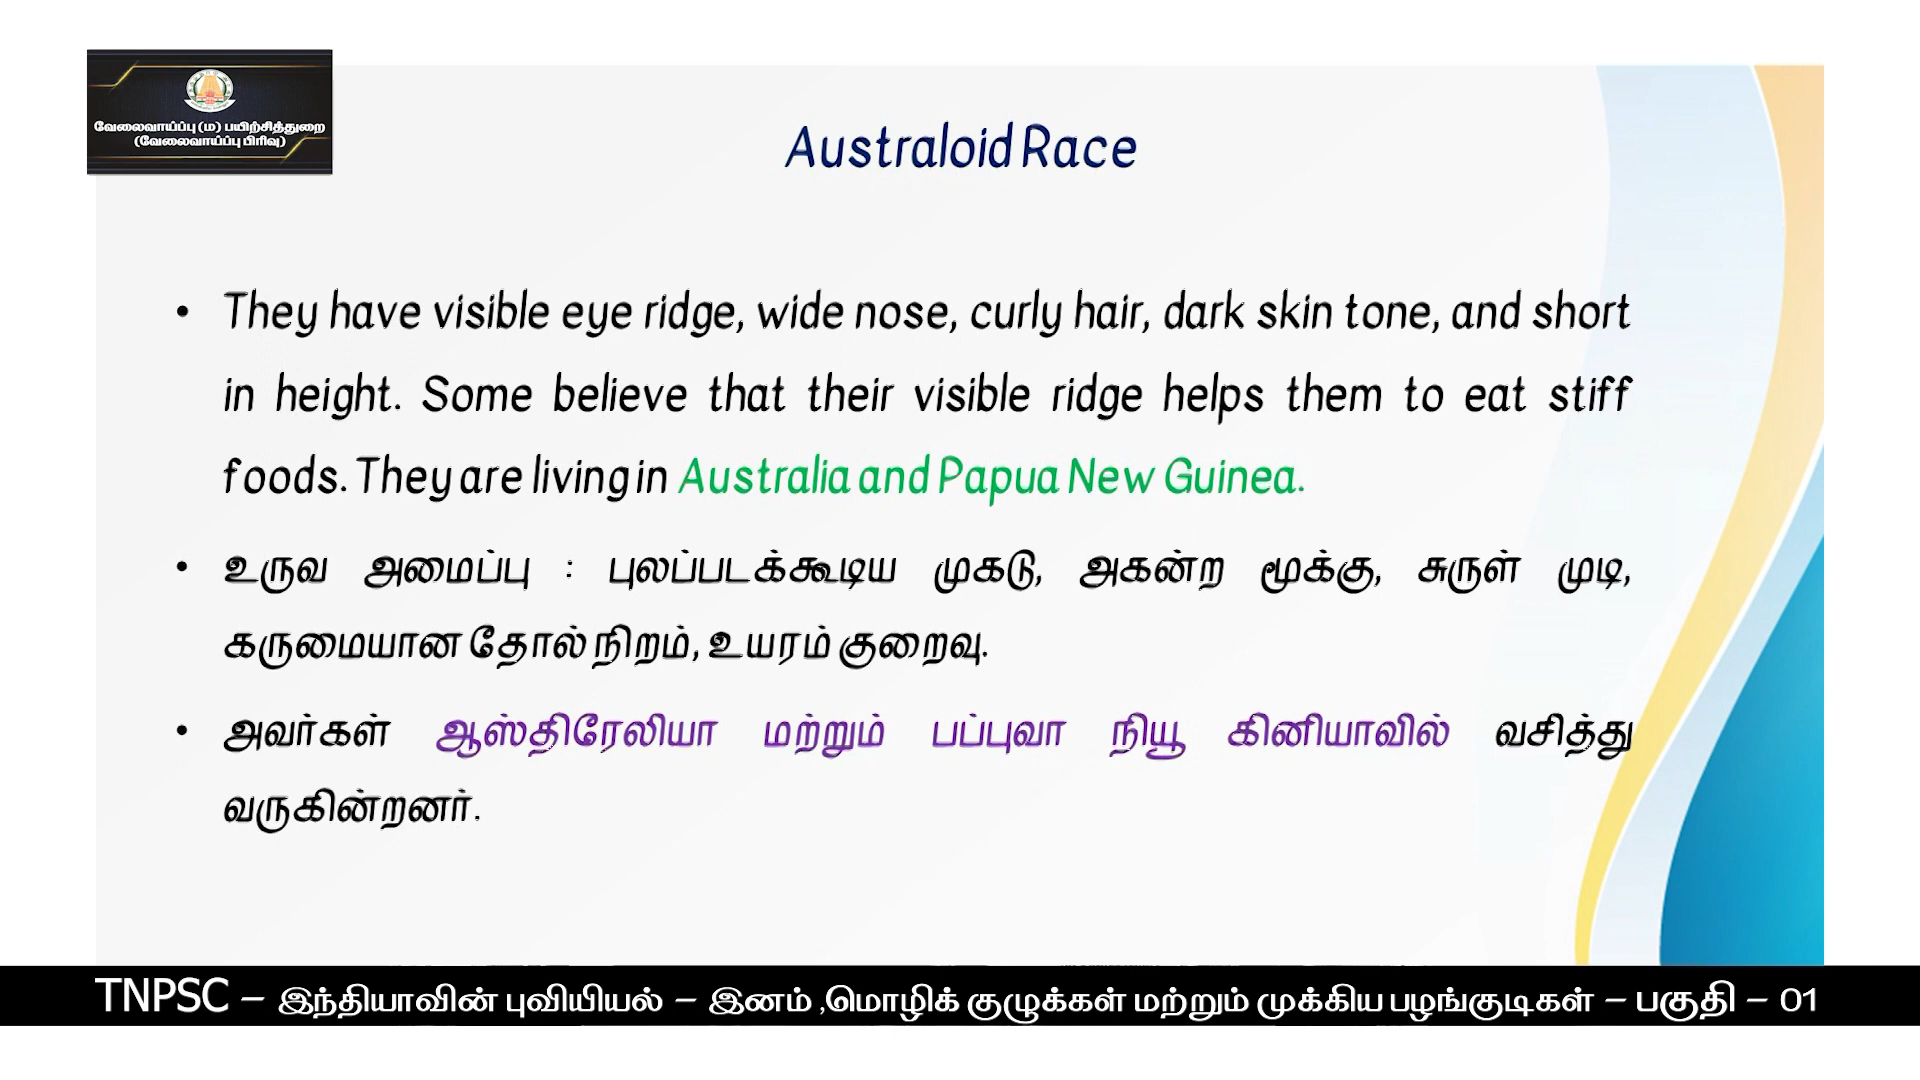 வேலைவாய்ப்பு (ம) பயிற்சித்துறை
(வேலைவாய்ப்பு பிரிவு)
Australoid Race
• They have visible eye ridge, wide nose, curly hair, dark skin tone, and short
in height. Some believe that their visible ridge helps them to eat stiff
foods. They are living in Australia and Papua New Guinea.
• உருவ அமைப்பு : புலப்படக்கூடிய முகடு, அகன்ற மூக்கு, சுருள் முடி,
கருமையான தோல் நிறம், உயரம் குறைவு.
• அவர்கள் ஆஸ்திரேலியா மற்றும் பப்புவா நியூ கினியாவில் வசித்து
வருகின்றனர்.
TNPSC – இந்தியாவின் புவியியல் – இனம் ,மொழிக் குழுக்கள் மற்றும் முக்கிய பழங்குடிகள் – பகுதி – 01